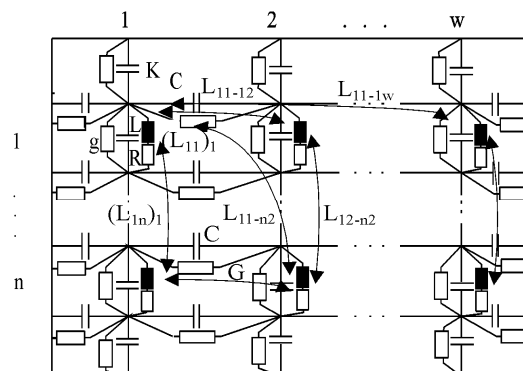 1 2 . . . w
K
C L₁₁₋₁₂ L₁₁₋₁w
1 g L (L₁₁)₁
R
(L₁ₙ)₁ L₁₁₋ₙ₂ L₁₂₋ₙ₂
C
n G